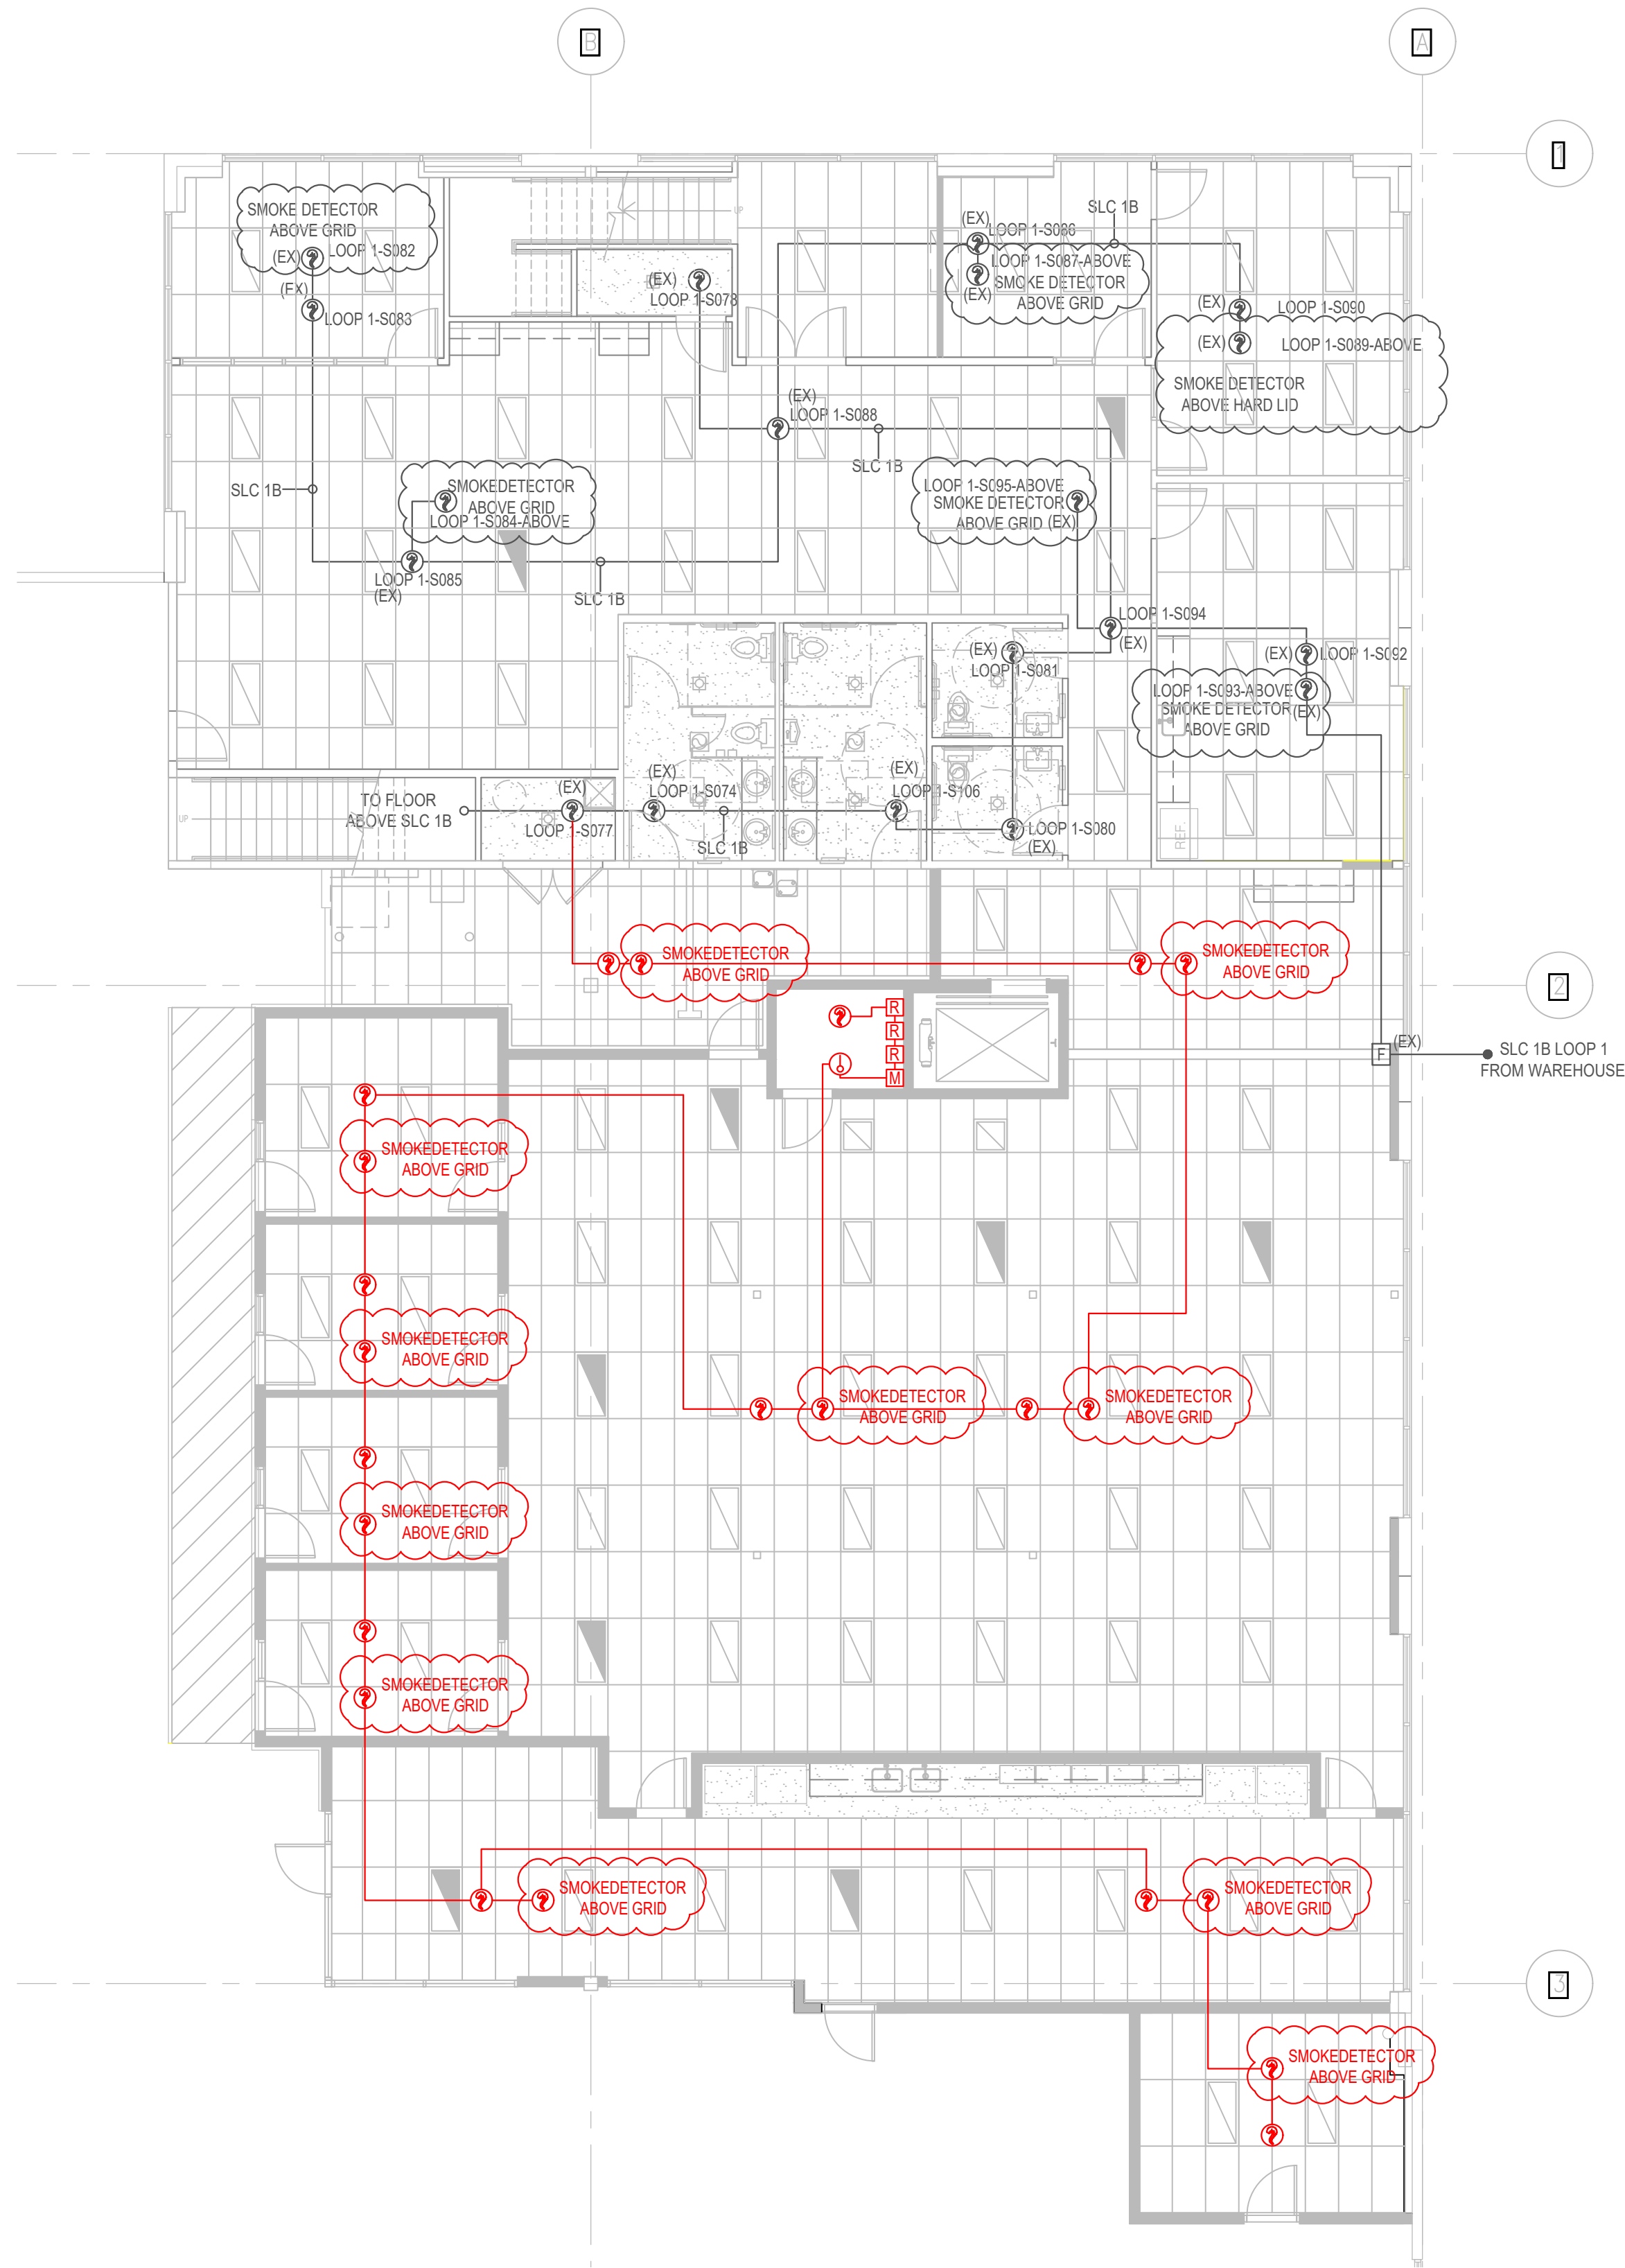 B
A
1
SMOKE DETECTOR
ABOVE GRID
(EX)
LOOP 1-S082
(EX)
LOOP 1-S083
UP
(EX)
LOOP 1-S078
(EX)
LOOP 1-S086
SLC 1B
LOOP 1-S087-ABOVE
SMOKE DETECTOR
(EX)
ABOVE GRID
(EX)
LOOP 1-S090
(EX)
LOOP 1-S089-ABOVE
SMOKE DETECTOR
ABOVE HARD LID
(EX)
LOOP 1-S088
SLC 1B
SLC 1B
SMOKEDETECTOR
ABOVE GRID
LOOP 1-S084-ABOVE
LOOP 1-S085
(EX)
SLC 1B
LOOP 1-S095-ABOVE
SMOKE DETECTOR
ABOVE GRID (EX)
LOOP 1-S094
(EX)
(EX)
LOOP 1-S081
(EX)
LOOP 1-S092
LOOP 1-S093-ABOVE
SMOKE DETECTOR
(EX)
ABOVE GRID
UP
TO FLOOR
ABOVE SLC 1B
(EX)
LOOP 1-S077
(EX)
LOOP 1-S074
SLC 1B
(EX)
LOOP 1-S106
LOOP 1-S080
(EX)
REF.
SMOKEDETECTOR
ABOVE GRID
SMOKEDETECTOR
ABOVE GRID
2
R
R
R
M
F
(EX)
SLC 1B LOOP 1
FROM WAREHOUSE
SMOKEDETECTOR
ABOVE GRID
SMOKEDETECTOR
ABOVE GRID
SMOKEDETECTOR
ABOVE GRID
SMOKEDETECTOR
ABOVE GRID
SMOKEDETECTOR
ABOVE GRID
SMOKEDETECTOR
ABOVE GRID
SMOKEDETECTOR
ABOVE GRID
SMOKEDETECTOR
ABOVE GRID
3
SMOKEDETECTOR
ABOVE GRID